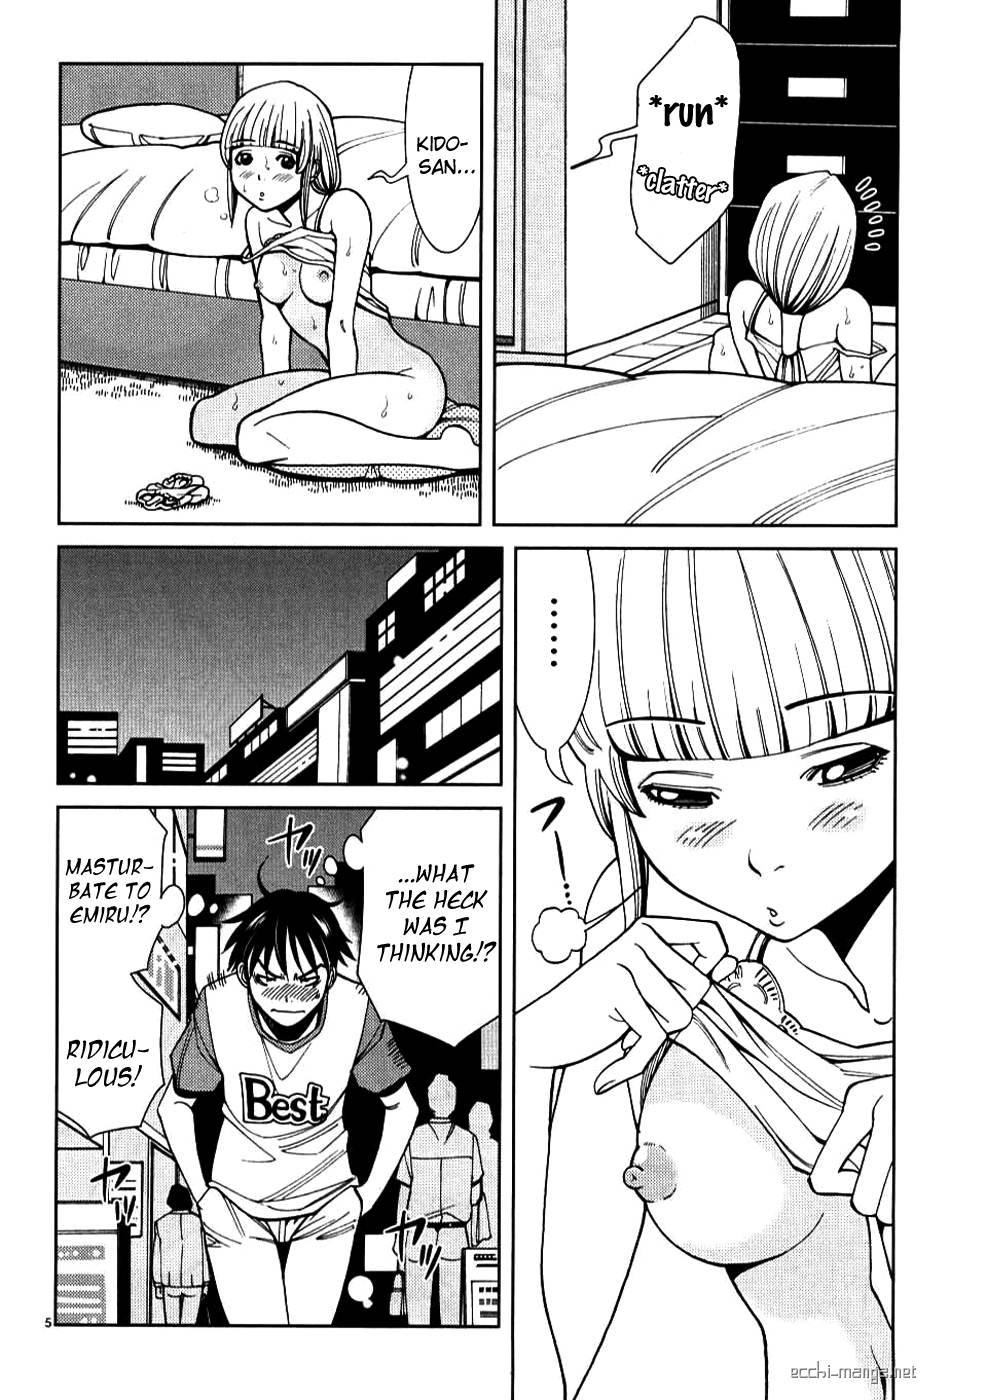 *run*
*clatter*
KIDO-
SAN...
.........
フー…
...WHAT
THE HECK
WAS I
THINKING!?
MASTUR-
BATE TO
EMIRU!?
RIDICU-
LOUS!
ヤッ
Best
ヤッ
ヤッ
5
ecchi-manga.net